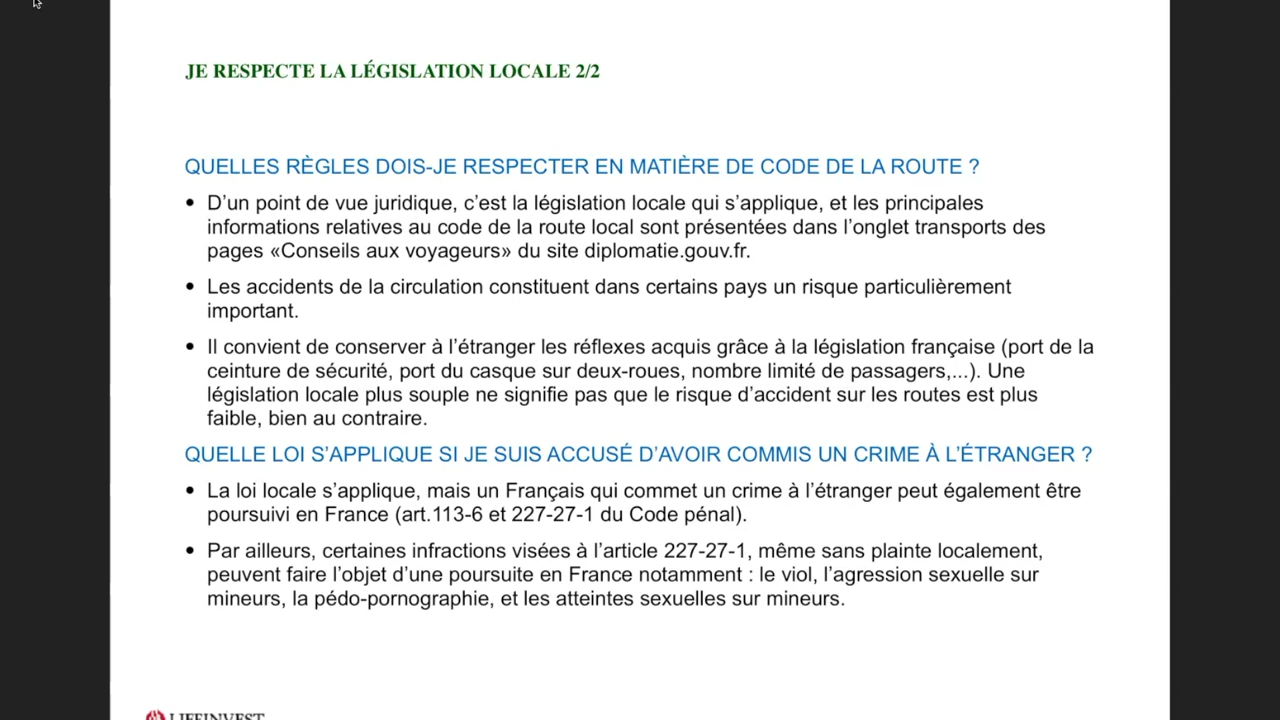 JE RESPECTE LA LÉGISLATION LOCALE 2/2
QUELLES RÈGLES DOIS-JE RESPECTER EN MATIÈRE DE CODE DE LA ROUTE ?
• D’un point de vue juridique, c’est la législation locale qui s’applique, et les principales
informations relatives au code de la route local sont présentées dans l’onglet transports des
pages «Conseils aux voyageurs» du site diplomatie.gouv.fr.
• Les accidents de la circulation constituent dans certains pays un risque particulièrement
important.
• Il convient de conserver à l’étranger les réflexes acquis grâce à la législation française (port de la
ceinture de sécurité, port du casque sur deux-roues, nombre limité de passagers,...). Une
législation locale plus souple ne signifie pas que le risque d’accident sur les routes est plus
faible, bien au contraire.
QUELLE LOI S’APPLIQUE SI JE SUIS ACCUSÉ D’AVOIR COMMIS UN CRIME À L’ÉTRANGER ?
• La loi locale s’applique, mais un Français qui commet un crime à l’étranger peut également être
poursuivi en France (art.113-6 et 227-27-1 du Code pénal).
• Par ailleurs, certaines infractions visées à l’article 227-27-1, même sans plainte localement,
peuvent faire l’objet d’une poursuite en France notamment : le viol, l’agression sexuelle sur
mineurs, la pédo-pornographie, et les atteintes sexuelles sur mineurs.
LIFEINVEST